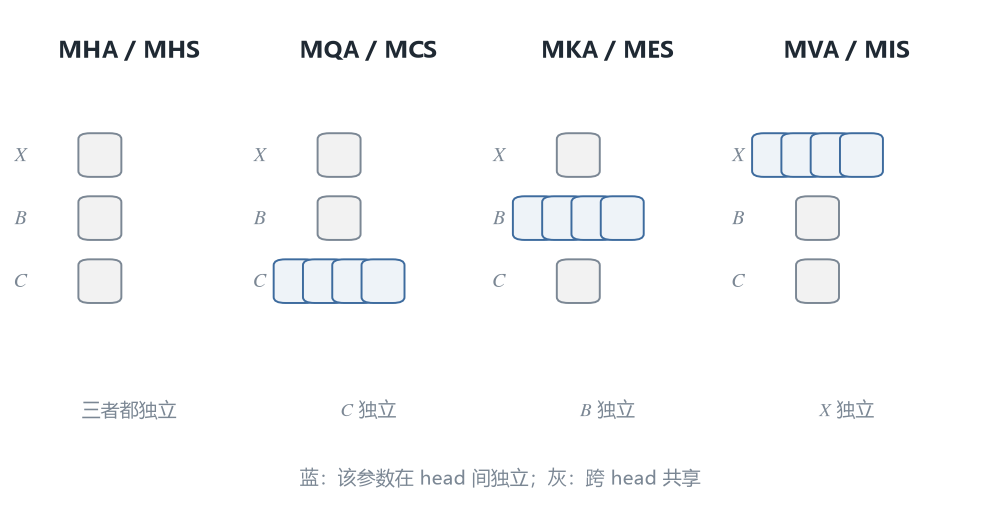 MHA / MHS MQA / MCS MKA / MES MVA / MIS
X X X X
B B B B
C C C C
三者都独立 C 独立 B 独立 X 独立
蓝：该参数在 head 间独立；灰：跨 head 共享